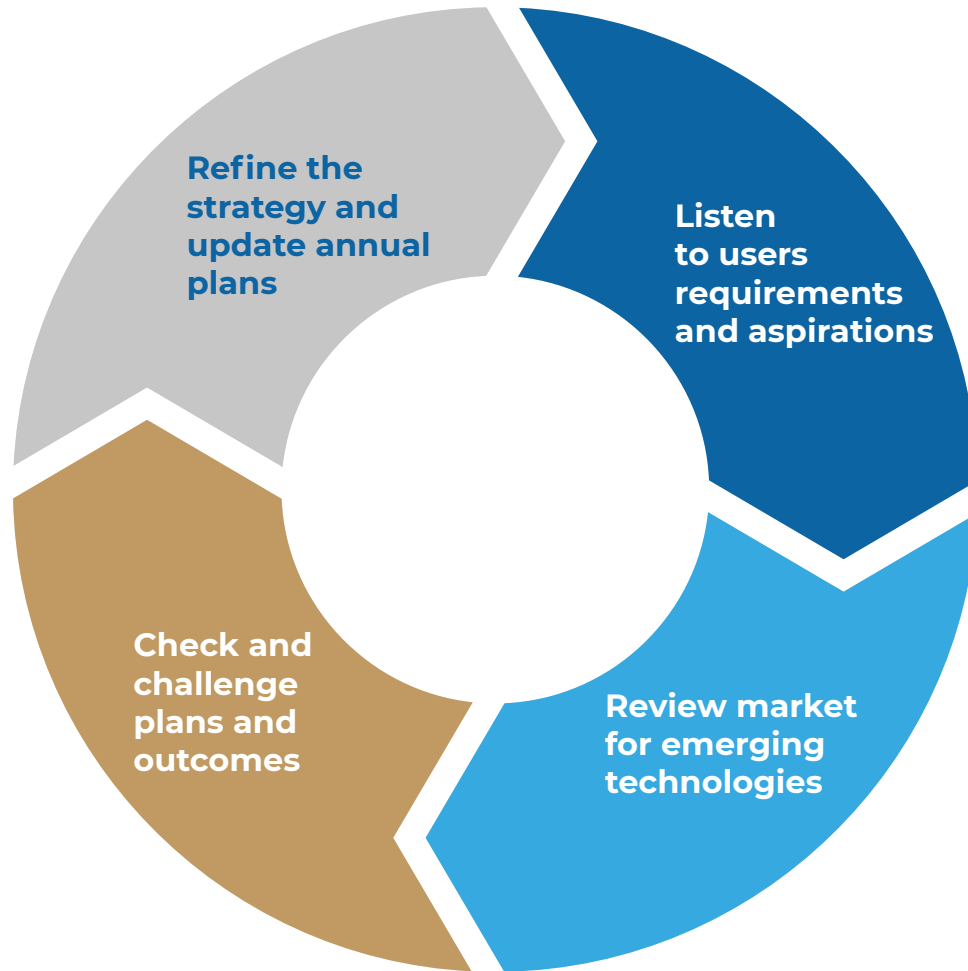 Refine the
strategy and
update annual
plans
Listen
to users
requirements
and aspirations
Review market
for emerging
technologies
Check and
challenge
plans and
outcomes